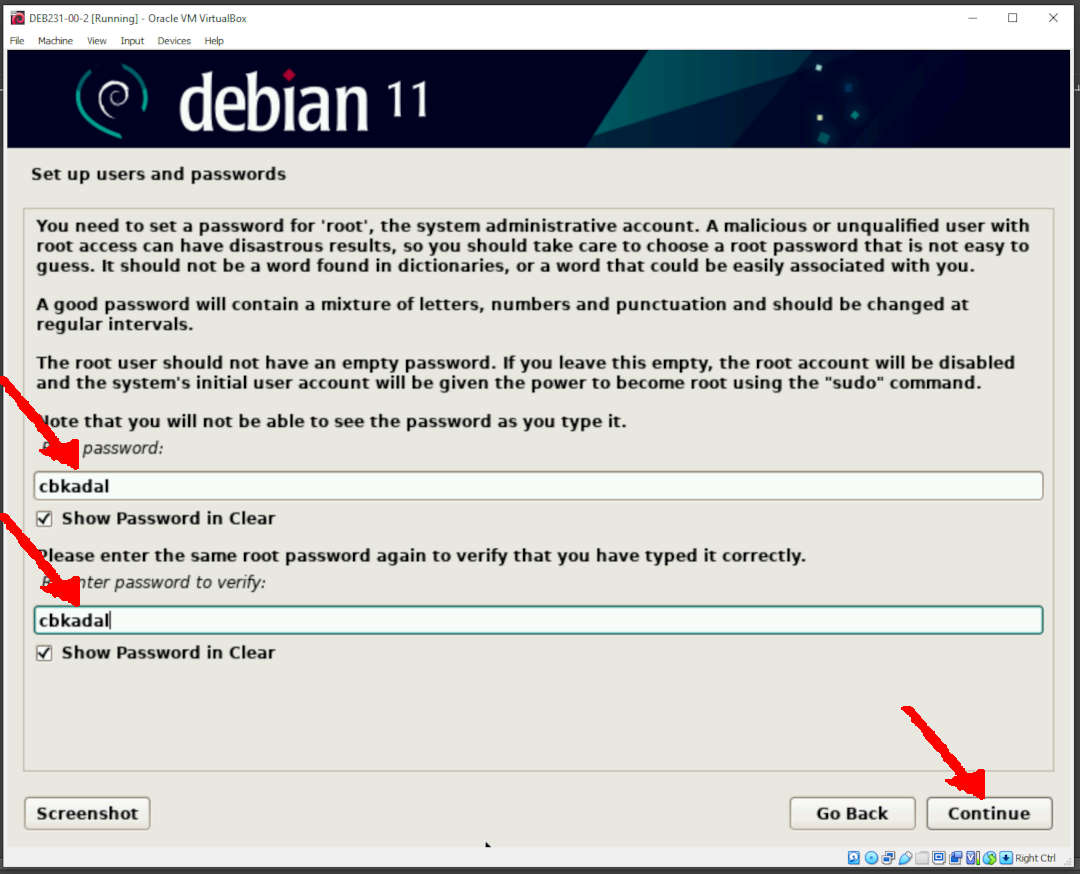 DEB231-00-2 [Running] - Oracle VM VirtualBox
File Machine View Input Devices Help
debian 11
Set up users and passwords
You need to set a password for 'root', the system administrative account. A malicious or unqualified user with
root access can have disastrous results, so you should take care to choose a root password that is not easy to
guess. It should not be a word found in dictionaries, or a word that could be easily associated with you.
A good password will contain a mixture of letters, numbers and punctuation and should be changed at
regular intervals.
The root user should not have an empty password. If you leave this empty, the root account will be disabled
and the system's initial user account will be given the power to become root using the "sudo" command.
Note that you will not be able to see the password as you type it.
password:
cbkadal
Show Password in Clear
Please enter the same root password again to verify that you have typed it correctly.
password to verify:
cbkadal
Show Password in Clear
Screenshot
Go Back
Continue
Right Ctrl